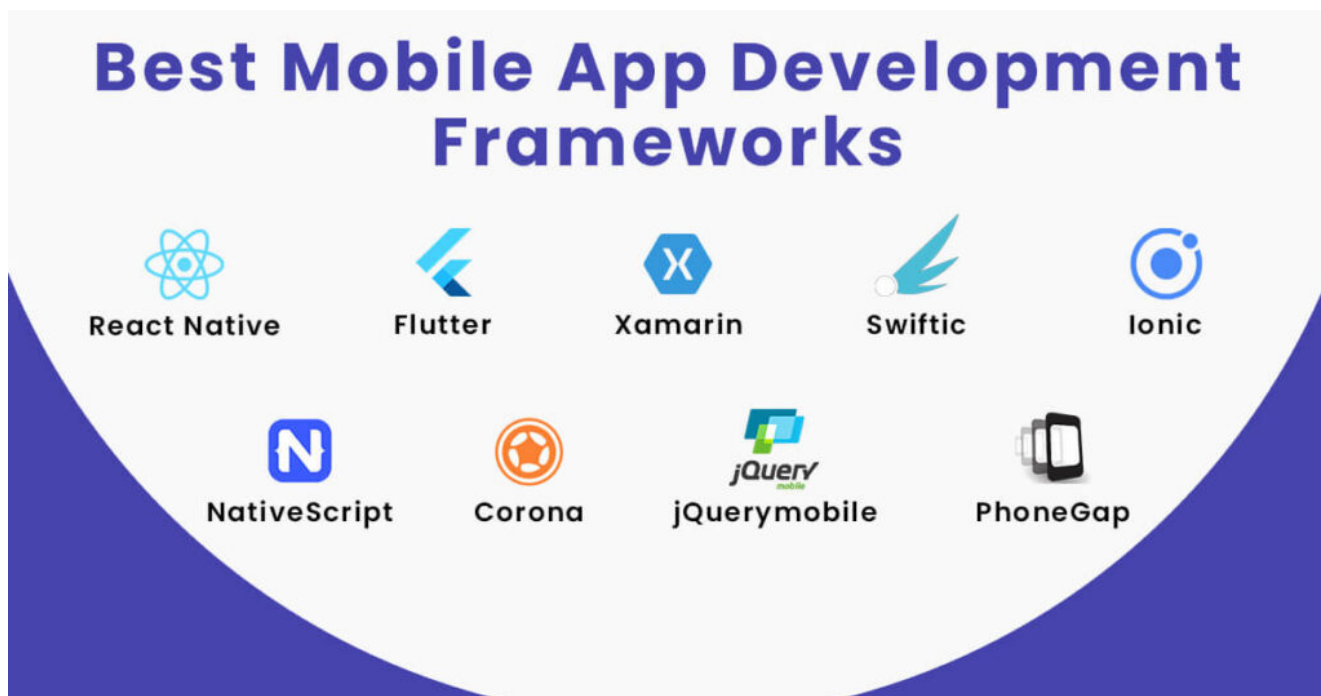 Best Mobile App Development
Frameworks
React Native
Flutter
Xamarin
Swiftic
Ionic
jQuery
mobile
NativeScript
Corona
jQuerymobile
PhoneGap